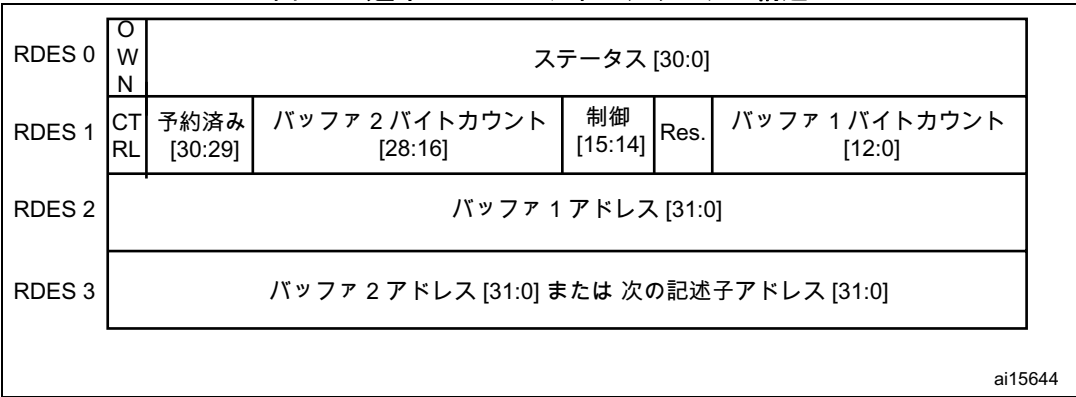 RDES 0
O
W
N
ステータス [30:0]
RDES 1
CT
RL
予約済み
[30:29]
バッファ 2 バイトカウント
[28:16]
制御
[15:14]
Res.
バッファ 1 バイトカウント
[12:0]
RDES 2
バッファ 1 アドレス [31:0]
RDES 3
バッファ 2 アドレス [31:0] または 次の記述子アドレス [31:0]
ai15644